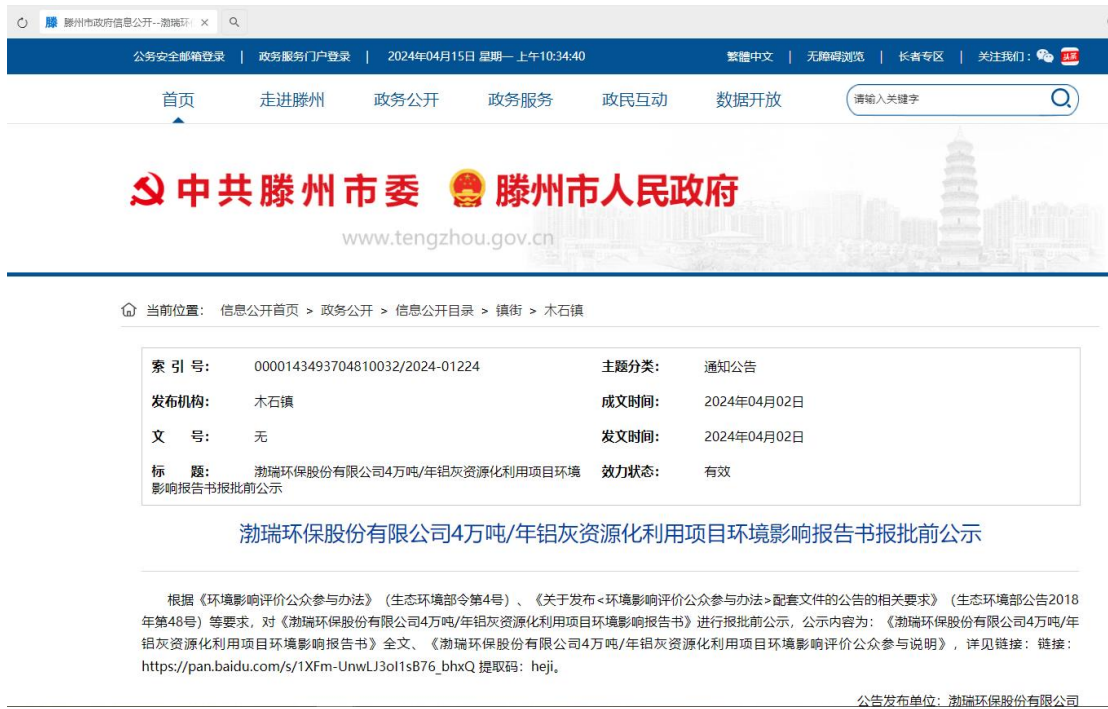 滕州市政府信息公开--渤瑞环
公务安全邮箱登录 | 政务服务门户登录 | 2024年04月15日 星期一 上午10:34:40 繁體中文 | 无障碍浏览 | 长者专区 | 关注我们：
首页 走进滕州 政务公开 政务服务 政民互动 数据开放 请输入关键字
中共滕州市委 滕州市人民政府
www.tengzhou.gov.cn
当前位置： 信息公开首页 > 政务公开 > 信息公开目录 > 镇街 > 木石镇
索 引 号： 0000143493704810032/2024-01224 主题分类： 通知公告
发布机构： 木石镇 成文时间： 2024年04月02日
文 号： 无 发文时间： 2024年04月02日
标 题： 渤瑞环保股份有限公司4万吨/年铝灰资源化利用项目环境 效力状态： 有效
影响报告书报批前公示
渤瑞环保股份有限公司4万吨/年铝灰资源化利用项目环境影响报告书报批前公示
根据《环境影响评价公众参与办法》（生态环境部令第4号）、《关于发布<环境影响评价公众参与办法>配套文件的公告的相关要求》（生态环境部公告2018
年第48号）等要求，对《渤瑞环保股份有限公司4万吨/年铝灰资源化利用项目环境影响报告书》进行报批前公示，公示内容为：《渤瑞环保股份有限公司4万吨/年
铝灰资源化利用项目环境影响报告书》全文、《渤瑞环保股份有限公司4万吨/年铝灰资源化利用项目环境影响评价公众参与说明》，详见链接：链接：
https://pan.baidu.com/s/1XFm-UnwLJ3oI1sB76_bhxQ 提取码：heji。
公告发布单位：渤瑞环保股份有限公司